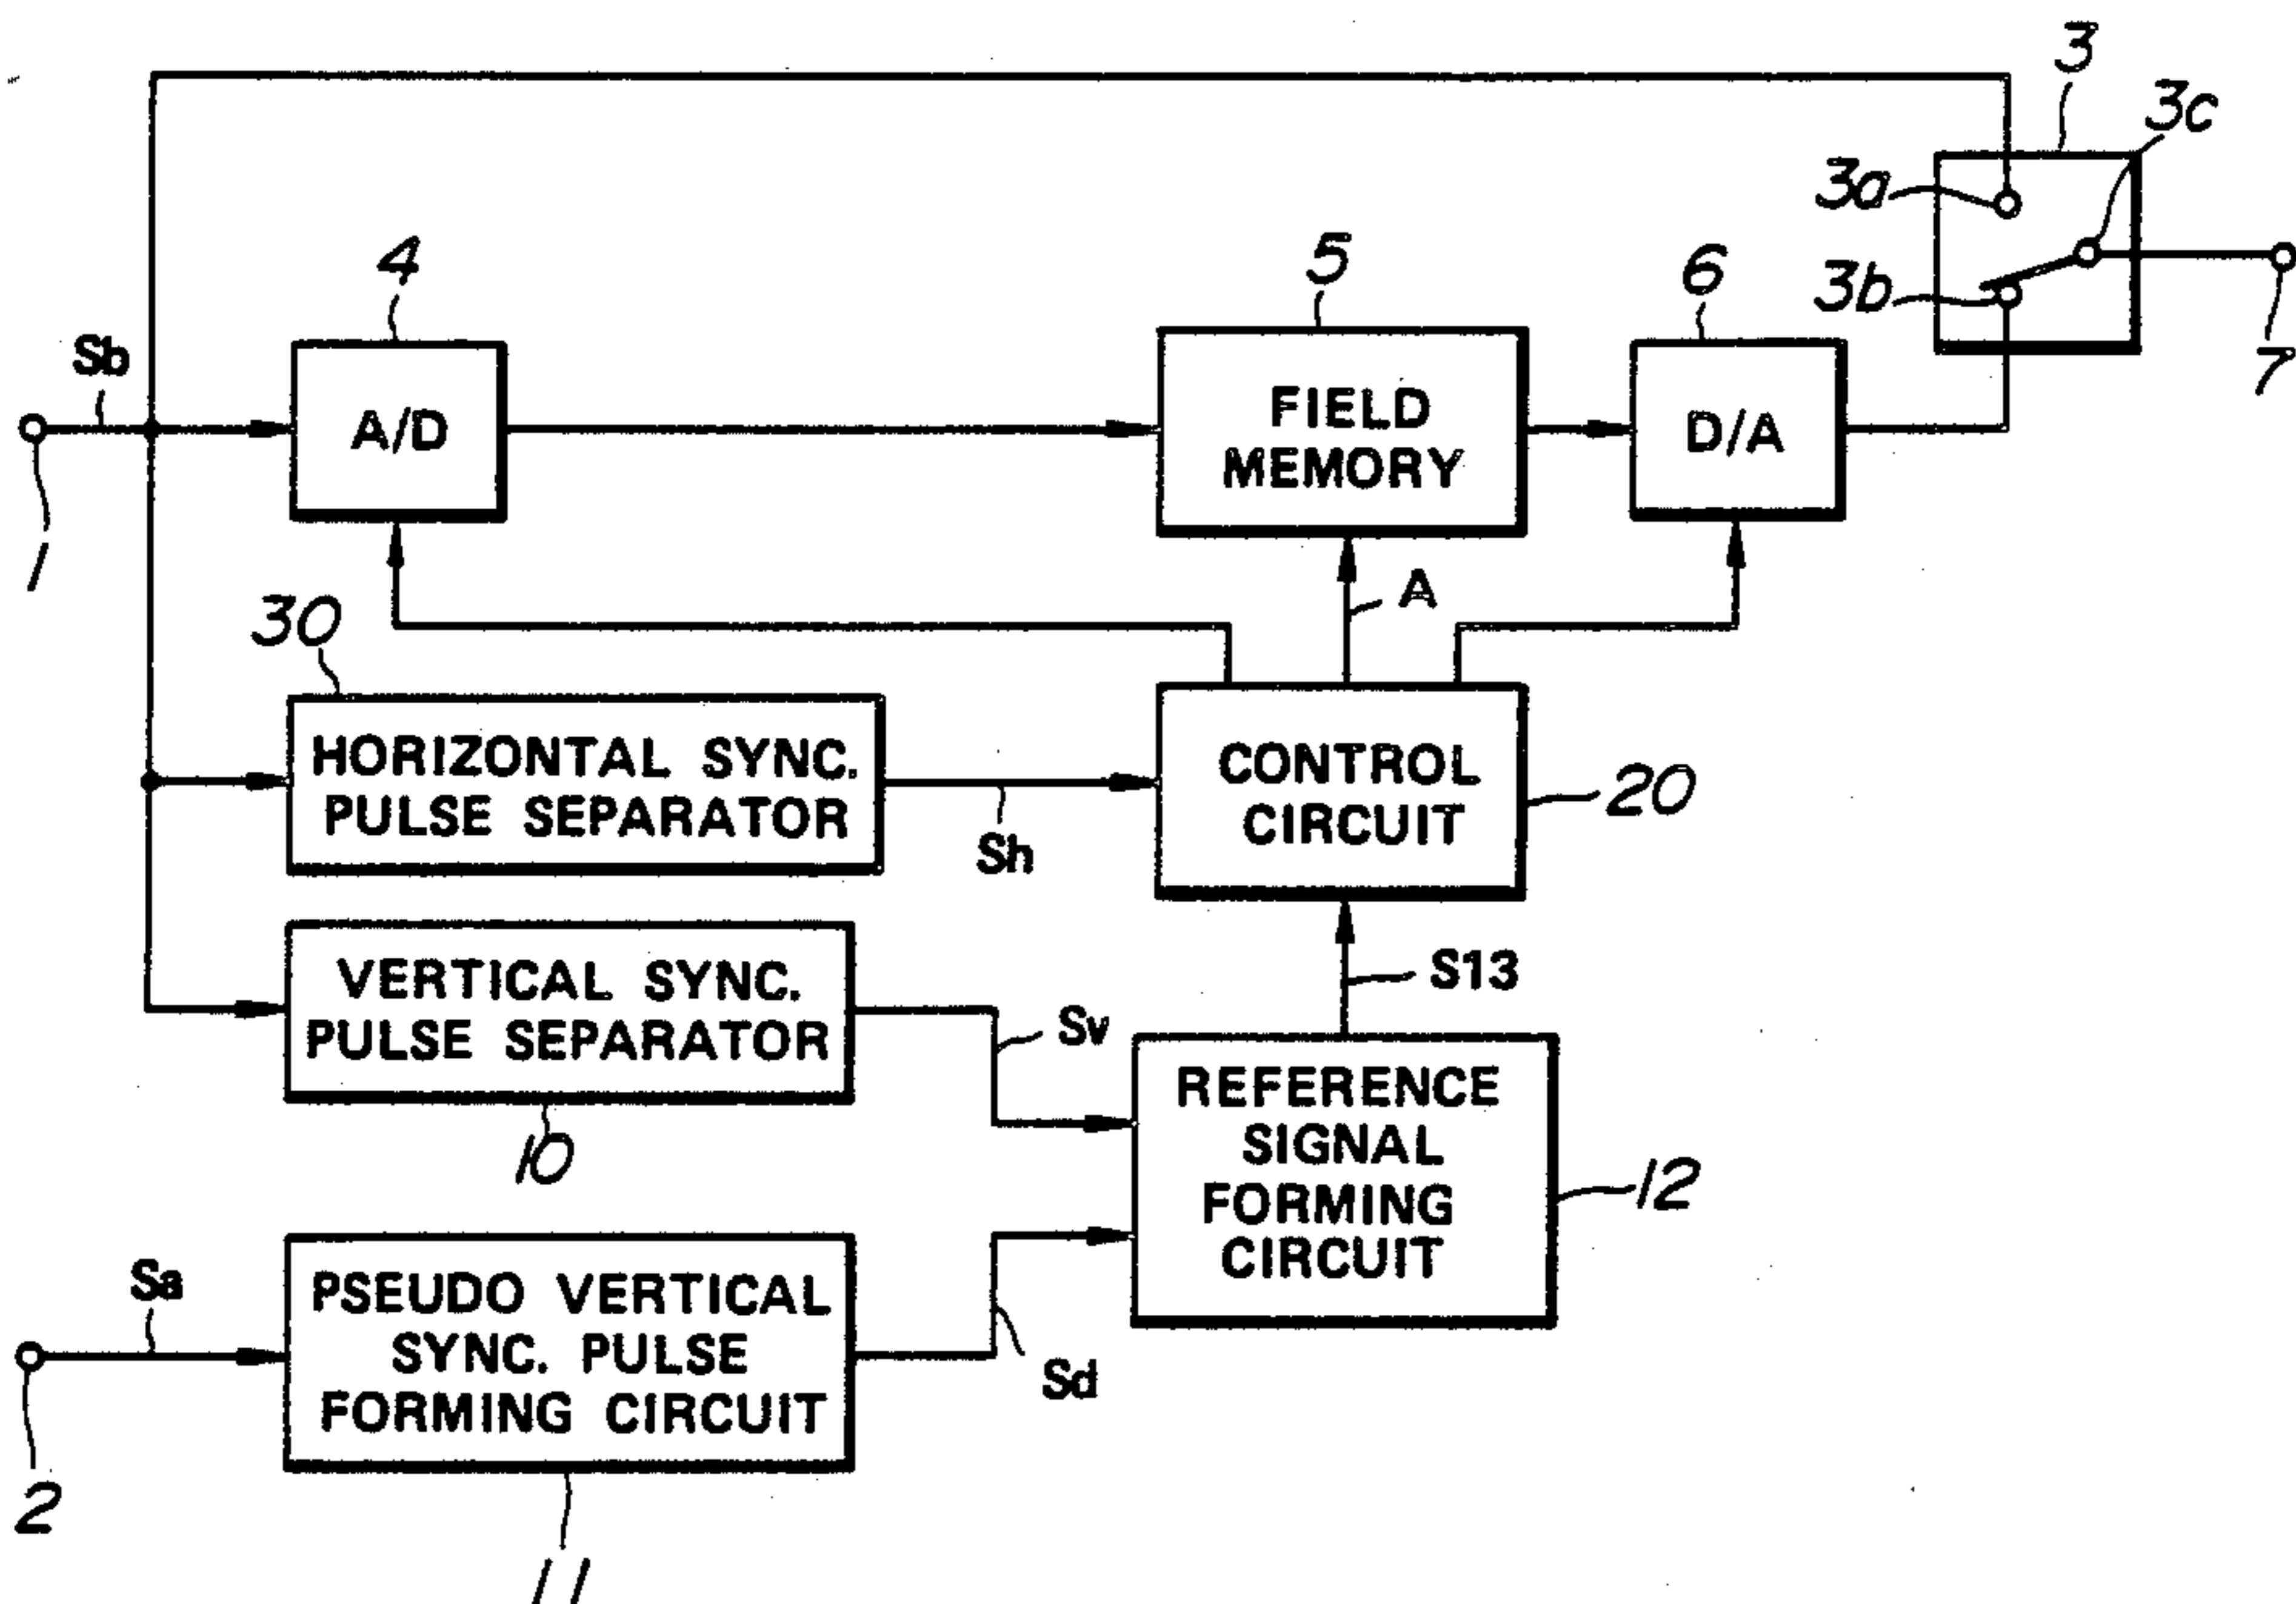 3
3c
3a
4
5
6
3b
7
Sb
A/D
FIELD
MEMORY
D/A
1
A
30
HORIZONTAL SYNC.
PULSE SEPARATOR
CONTROL
CIRCUIT
20
Sh
VERTICAL SYNC.
PULSE SEPARATOR
S13
Sv
10
REFERENCE
SIGNAL
FORMING
CIRCUIT
12
Sa
PSEUDO VERTICAL
SYNC. PULSE
FORMING CIRCUIT
Sd
2
11